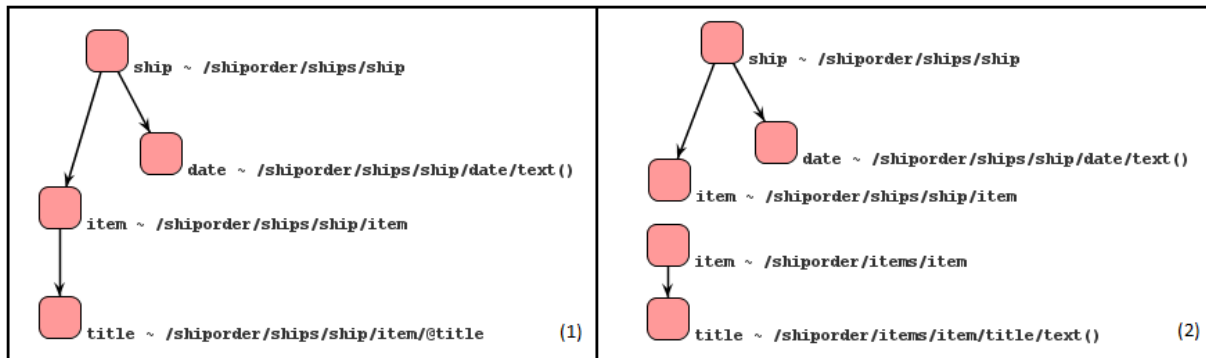 ship ~ /shiporder/ships/ship
date ~ /shiporder/ships/ship/date/text()
item ~ /shiporder/ships/ship/item
title ~ /shiporder/ships/ship/item/@title
(1)
ship ~ /shiporder/ships/ship
date ~ /shiporder/ships/ship/date/text()
item ~ /shiporder/ships/ship/item
item ~ /shiporder/items/item
title ~ /shiporder/items/item/title/text()
(2)